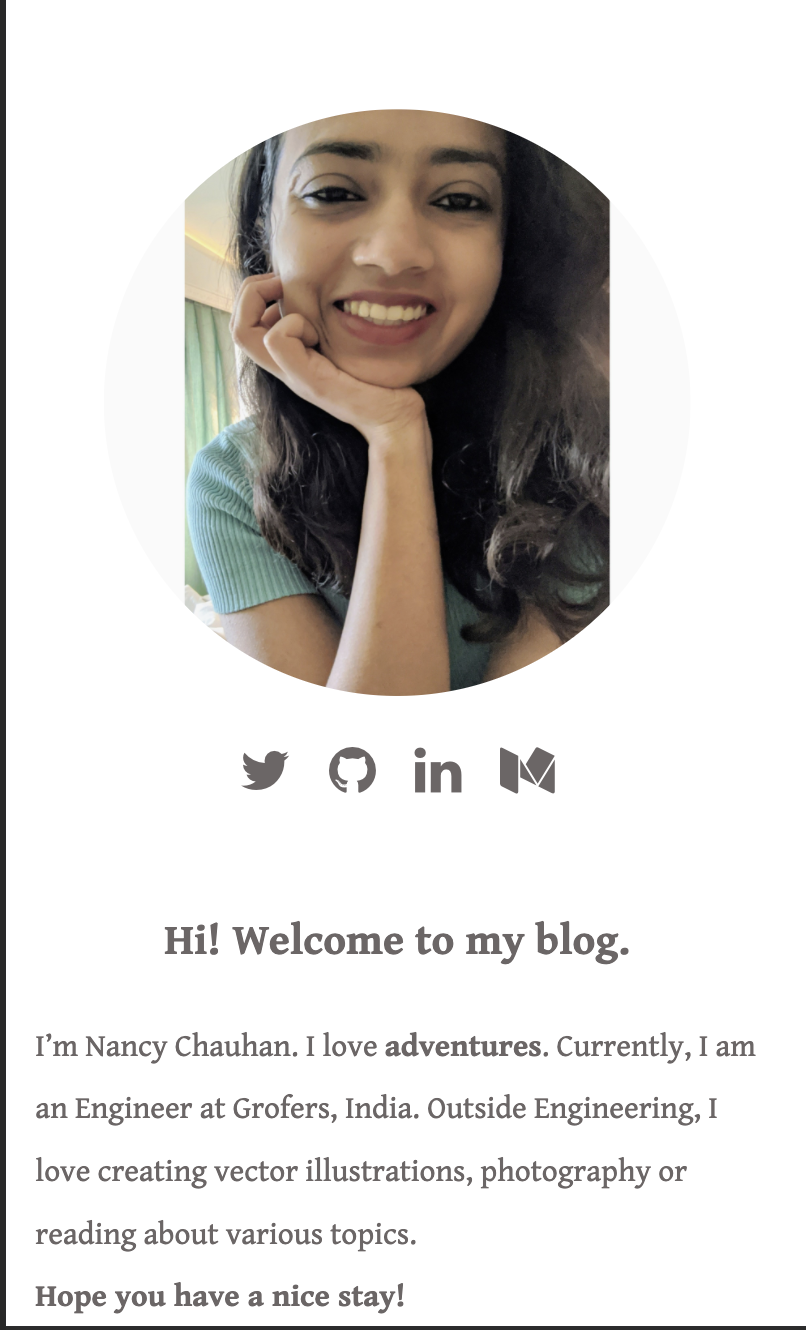 Hi! Welcome to my blog.
I’m Nancy Chauhan. I love adventures. Currently, I am
an Engineer at Grofers, India. Outside Engineering, I
love creating vector illustrations, photography or
reading about various topics.
Hope you have a nice stay!